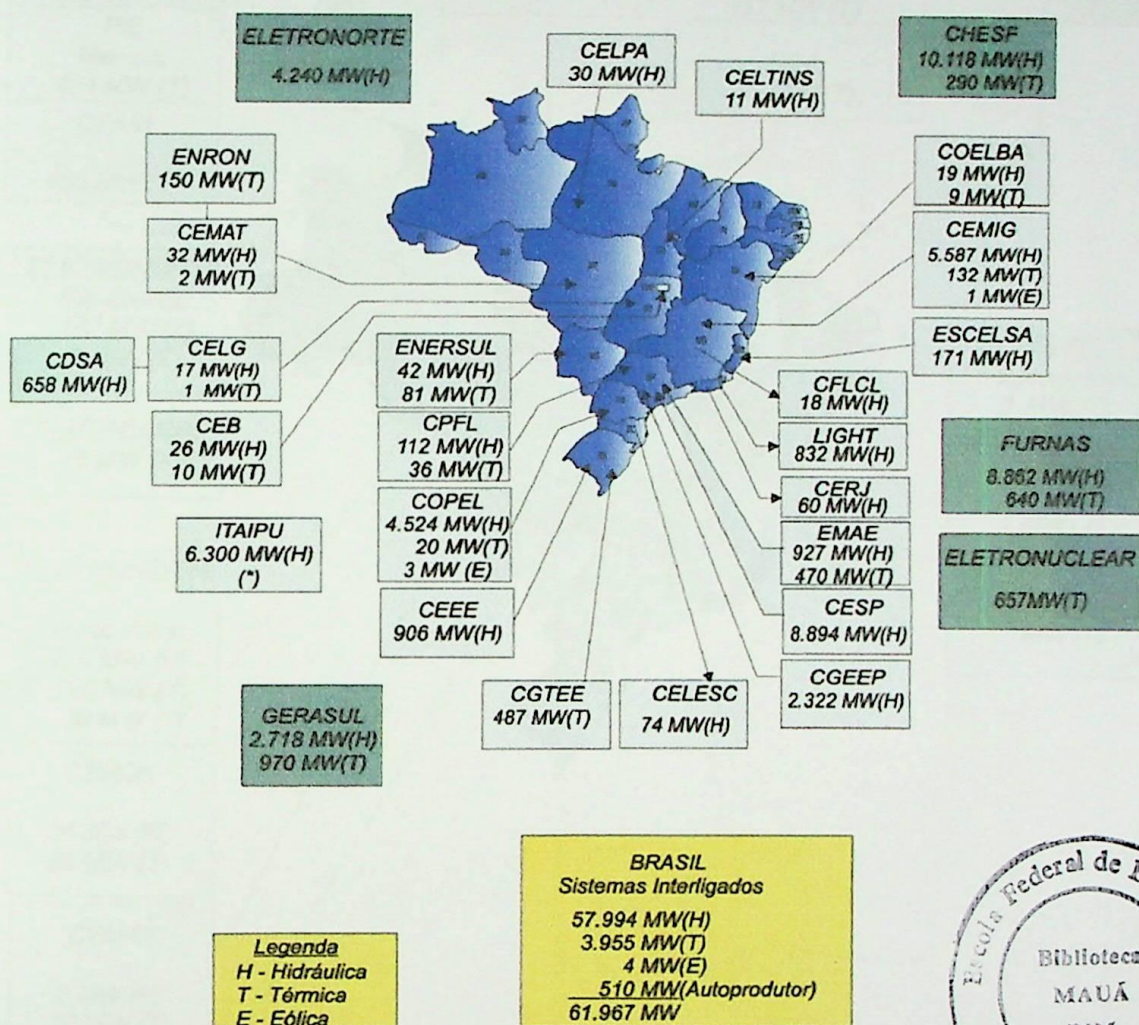 ELETRONORTE
4.240 MW(H)
CELPA
30 MW(H)
CELTINS
11 MW(H)
CHESF
10.118 MW(H)
290 MW(T)
ENRON
150 MW(T)
CEMAT
32 MW(H)
2 MW(T)
COELBA
19 MW(H)
9 MW(T)
CEMIG
5.587 MW(H)
132 MW(T)
1 MW(E)
ESCELSA
171 MW(H)
CDSA
658 MW(H)
CELG
17 MW(H)
1 MW(T)
CEB
26 MW(H)
10 MW(T)
ENERSUL
42 MW(H)
81 MW(T)
CPFL
112 MW(H)
36 MW(T)
COPEL
4.524 MW(H)
20 MW(T)
3 MW (E)
CEEE
906 MW(H)
CFLCL
18 MW(H)
LIGHT
832 MW(H)
CERJ
60 MW(H)
EMAE
927 MW(H)
470 MW(T)
CESP
8.894 MW(H)
CGEEP
2.322 MW(H)
FURNAS
8.862 MW(H)
640 MW(T)
ELETRONUCLEAR
657MW(T)
ITAIPU
6.300 MW(H)
(*)
GERASUL
2.718 MW(H)
970 MW(T)
CGTEE
487 MW(T)
CELESC
74 MW(H)
Legenda
H - Hidráulica
T - Térmica
E - Eólica
BRASIL
Sistemas Interligados
57.994 MW(H)
3.955 MW(T)
4 MW(E)
510 MW(Autoprodutor)
61.967 MW
Escola Federal de
Biblioteca
MAUÁ